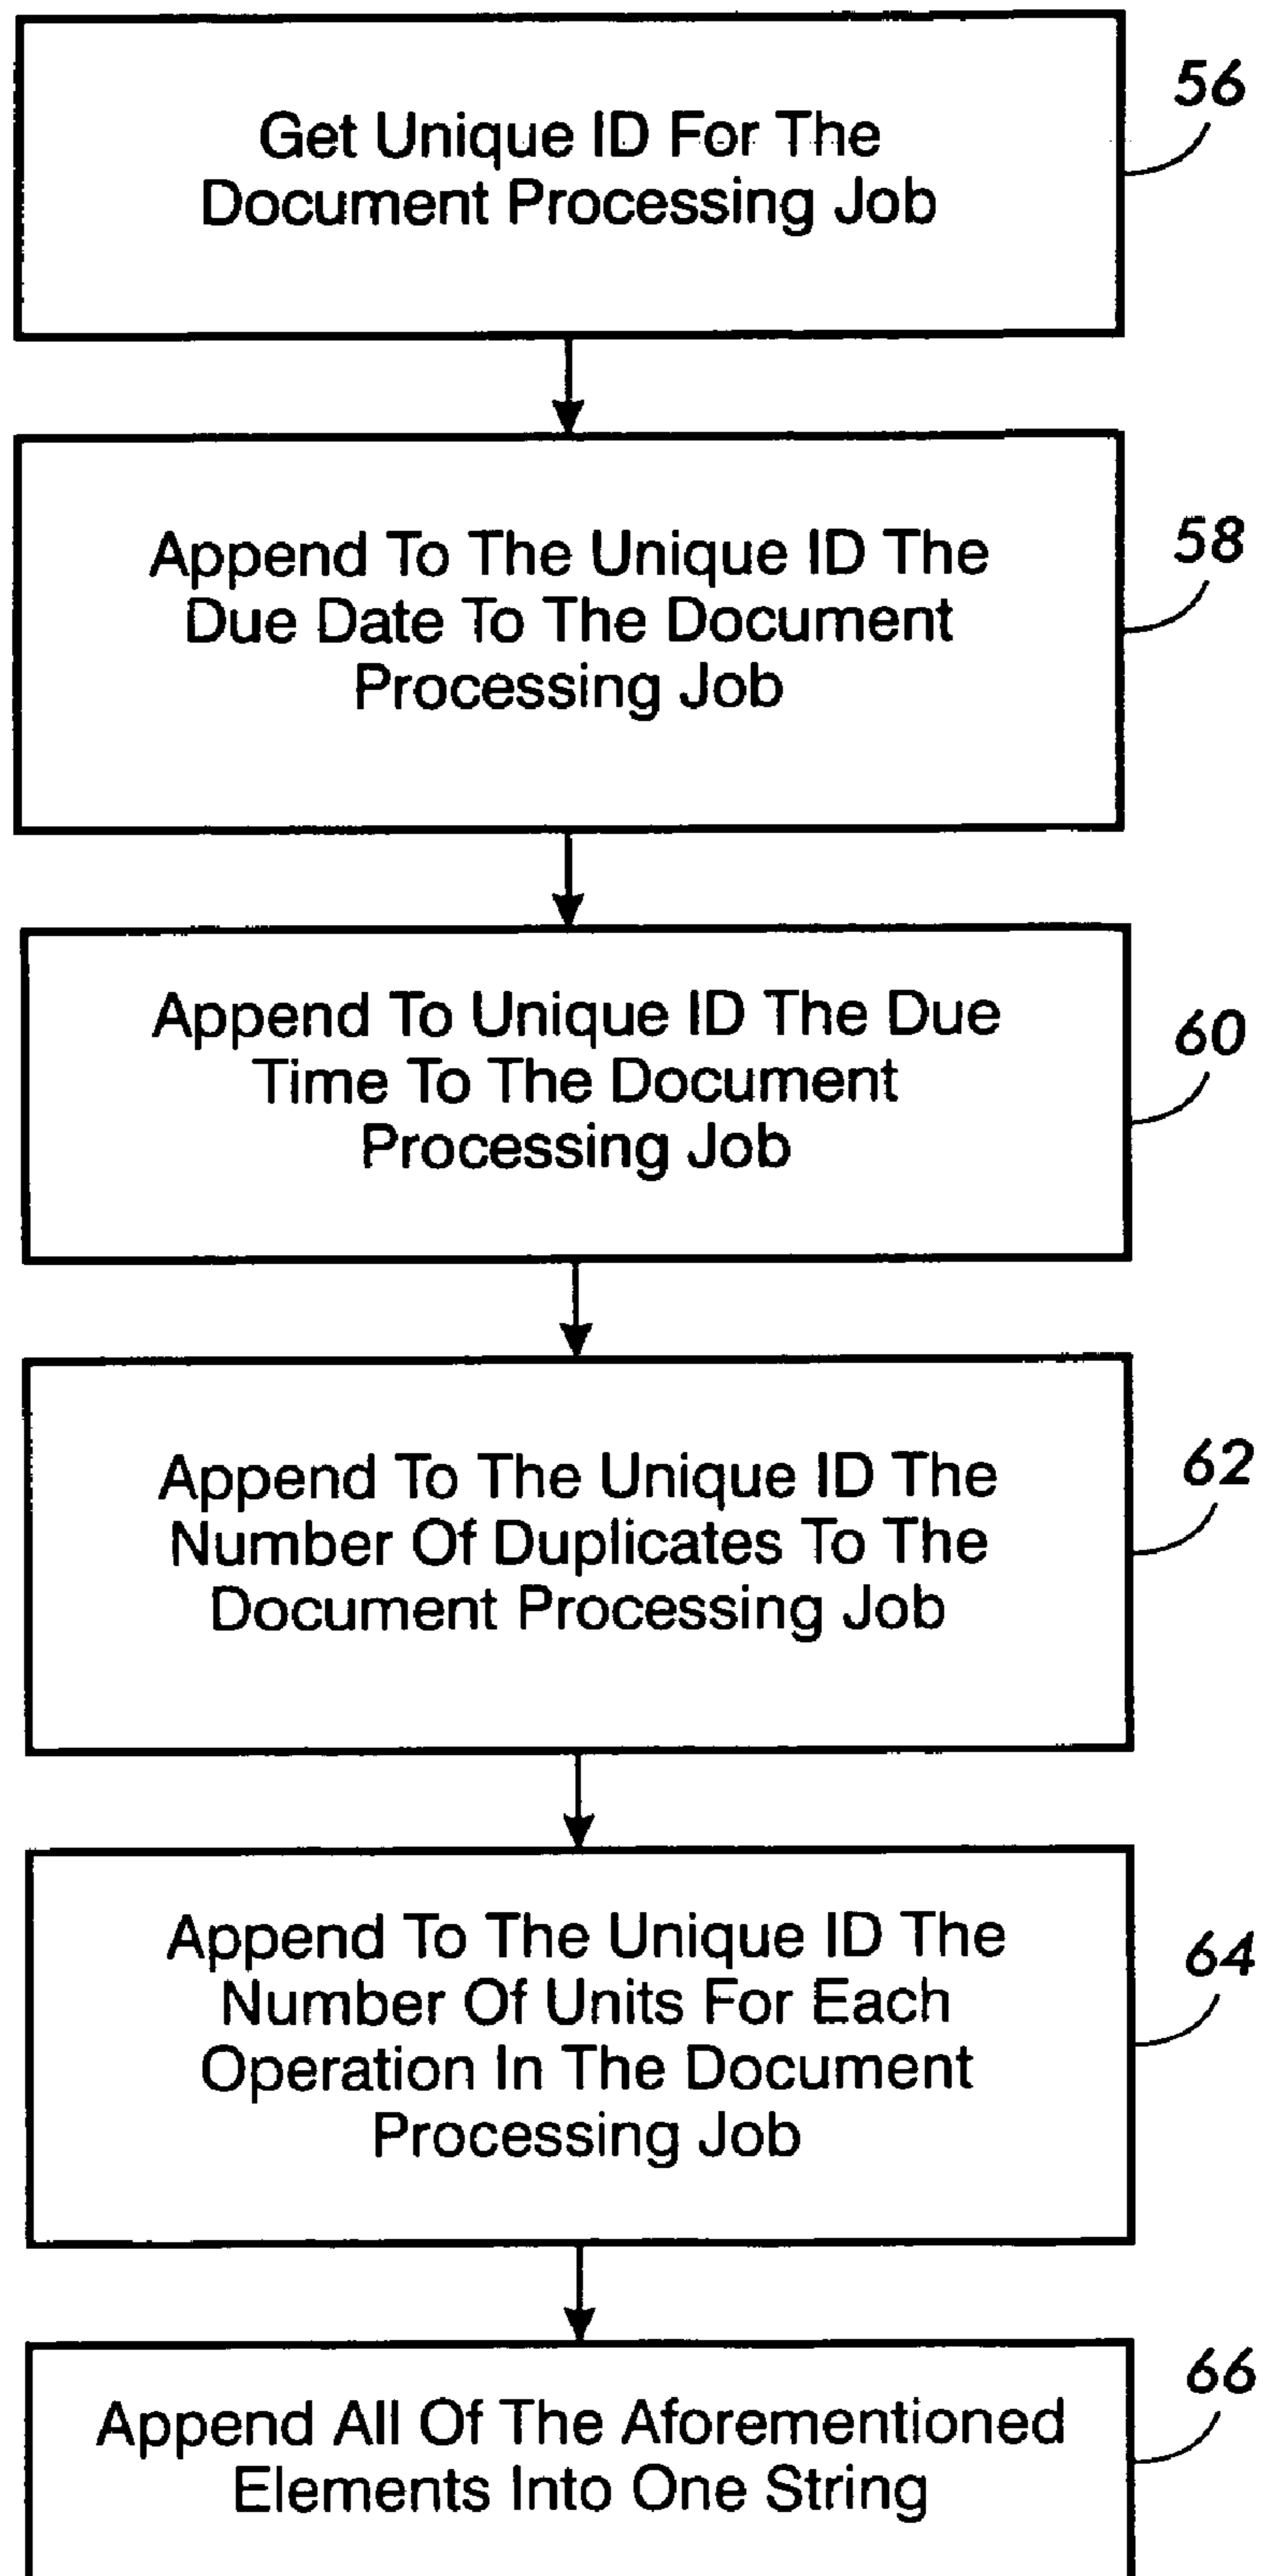 56
Get Unique ID For The
Document Processing Job
58
Append To The Unique ID The
Due Date To The Document
Processing Job
60
Append To Unique ID The Due
Time To The Document
Processing Job
62
Append To The Unique ID The
Number Of Duplicates To The
Document Processing Job
64
Append To The Unique ID The
Number Of Units For Each
Operation In The Document
Processing Job
66
Append All Of The Aforementioned
Elements Into One String